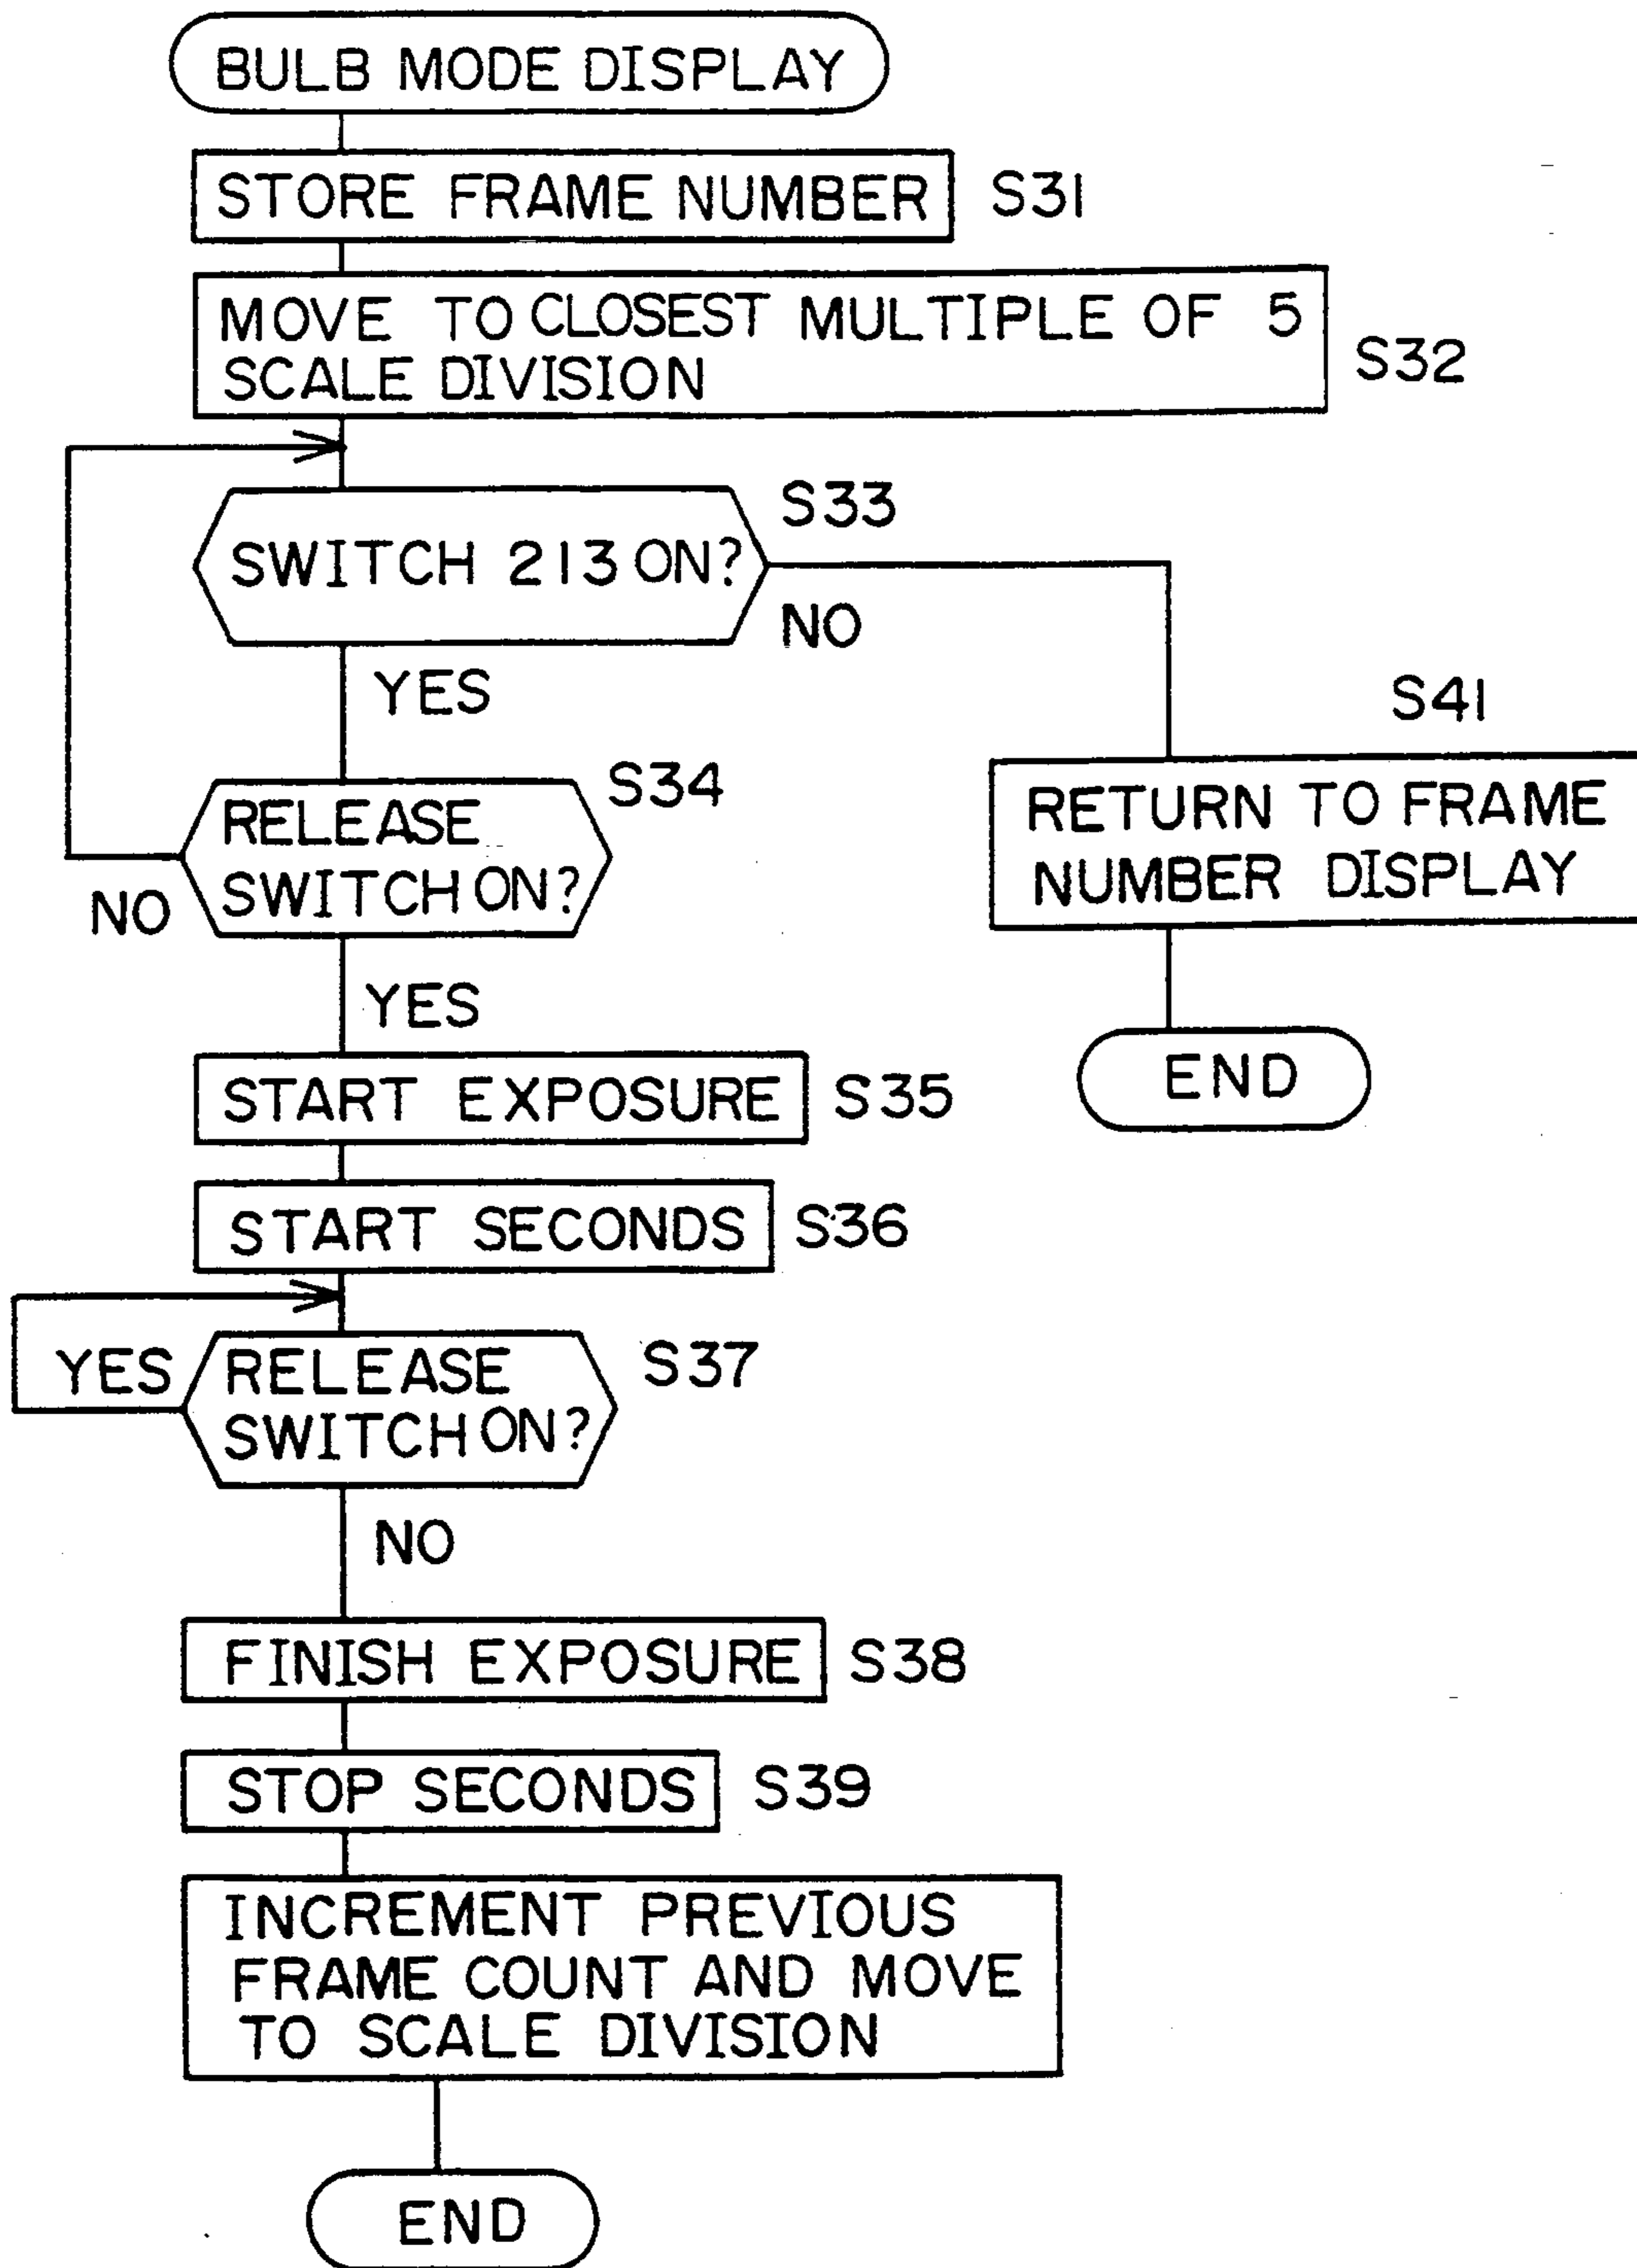 BULB MODE DISPLAY
STORE FRAME NUMBER
S31
MOVE TO CLOSEST MULTIPLE OF 5
SCALE DIVISION
S32
S33
SWITCH 213 ON?
NO
YES
S41
S34
RELEASE
SWITCH ON?
NO
RETURN TO FRAME
NUMBER DISPLAY
YES
END
START EXPOSURE
S35
START SECONDS
S36
S37
YES
RELEASE
SWITCH ON?
NO
FINISH EXPOSURE
S38
STOP SECONDS
S39
INCREMENT PREVIOUS
FRAME COUNT AND MOVE
TO SCALE DIVISION
END